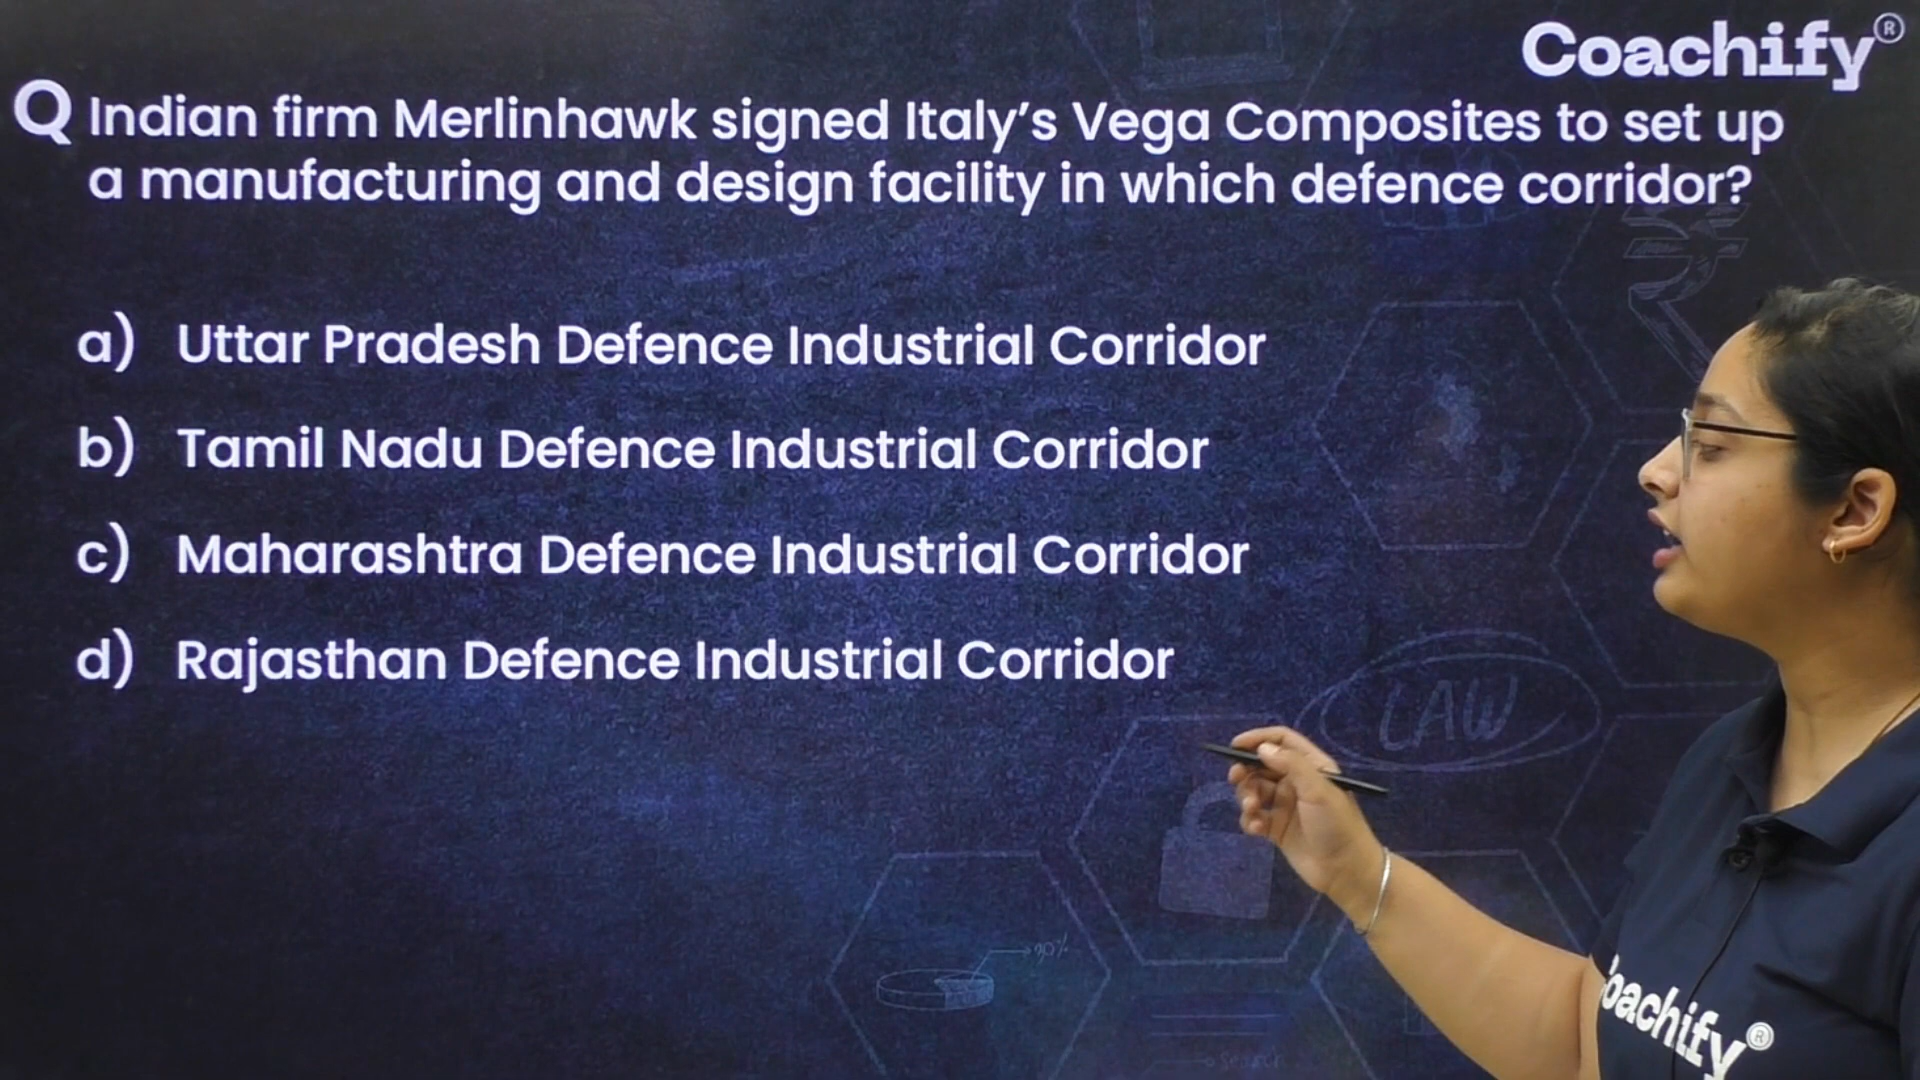 Coachify®
Q Indian firm Merlinhawk signed Italy's Vega Composites to set up
a manufacturing and design facility in which defence corridor?
a) Uttar Pradesh Defence Industrial Corridor
b) Tamil Nadu Defence Industrial Corridor
c) Maharashtra Defence Industrial Corridor
d) Rajasthan Defence Industrial Corridor
LAW
oachify®